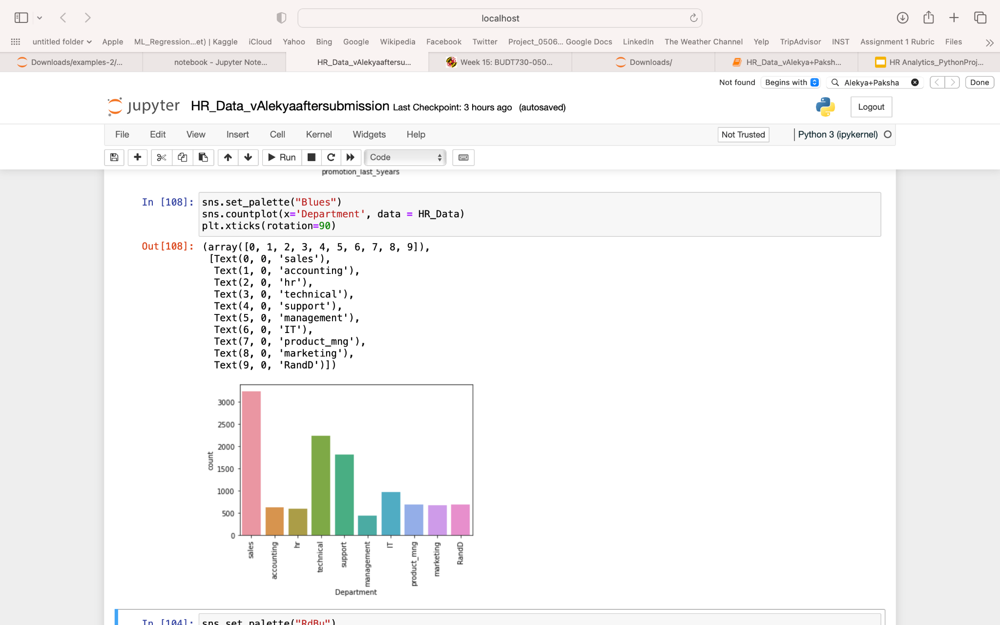 localhost
untitled folder Apple ML_Regression...et) | Kaggle iCloud Yahoo Bing Google Wikipedia Facebook Twitter Project_0506... Google Docs LinkedIn The Weather Channel Yelp TripAdvisor INST Assignment 1 Rubric Files
Downloads/examples-2/... notebook - Jupyter Note... HR_Data_vAlekyaaftersu... Week 15: BUDT730-050... Downloads/ HR_Data_vAlekya+Paksh... HR Analytics_PythonProj...
Not found Begins with Alekya+Paksha Done
jupyter HR_Data_vAlekyaaftersubmission Last Checkpoint: 3 hours ago (autosaved) Logout
File Edit View Insert Cell Kernel Widgets Help Not Trusted Python 3 (ipykernel)
Run Code
promotion_last_5years
In [108]: sns.set_palette("Blues")
sns.countplot(x='Department', data = HR_Data)
plt.xticks(rotation=90)
Out[108]: (array([0, 1, 2, 3, 4, 5, 6, 7, 8, 9]),
[Text(0, 0, 'sales'),
Text(1, 0, 'accounting'),
Text(2, 0, 'hr'),
Text(3, 0, 'technical'),
Text(4, 0, 'support'),
Text(5, 0, 'management'),
Text(6, 0, 'IT'),
Text(7, 0, 'product_mng'),
Text(8, 0, 'marketing'),
Text(9, 0, 'RandD')])
3000
2500
2000
1500
1000
500
0
count
sales accounting hr technical support management IT product_mng marketing RandD
Department
In [104]: sns.set_palette("RdBu")